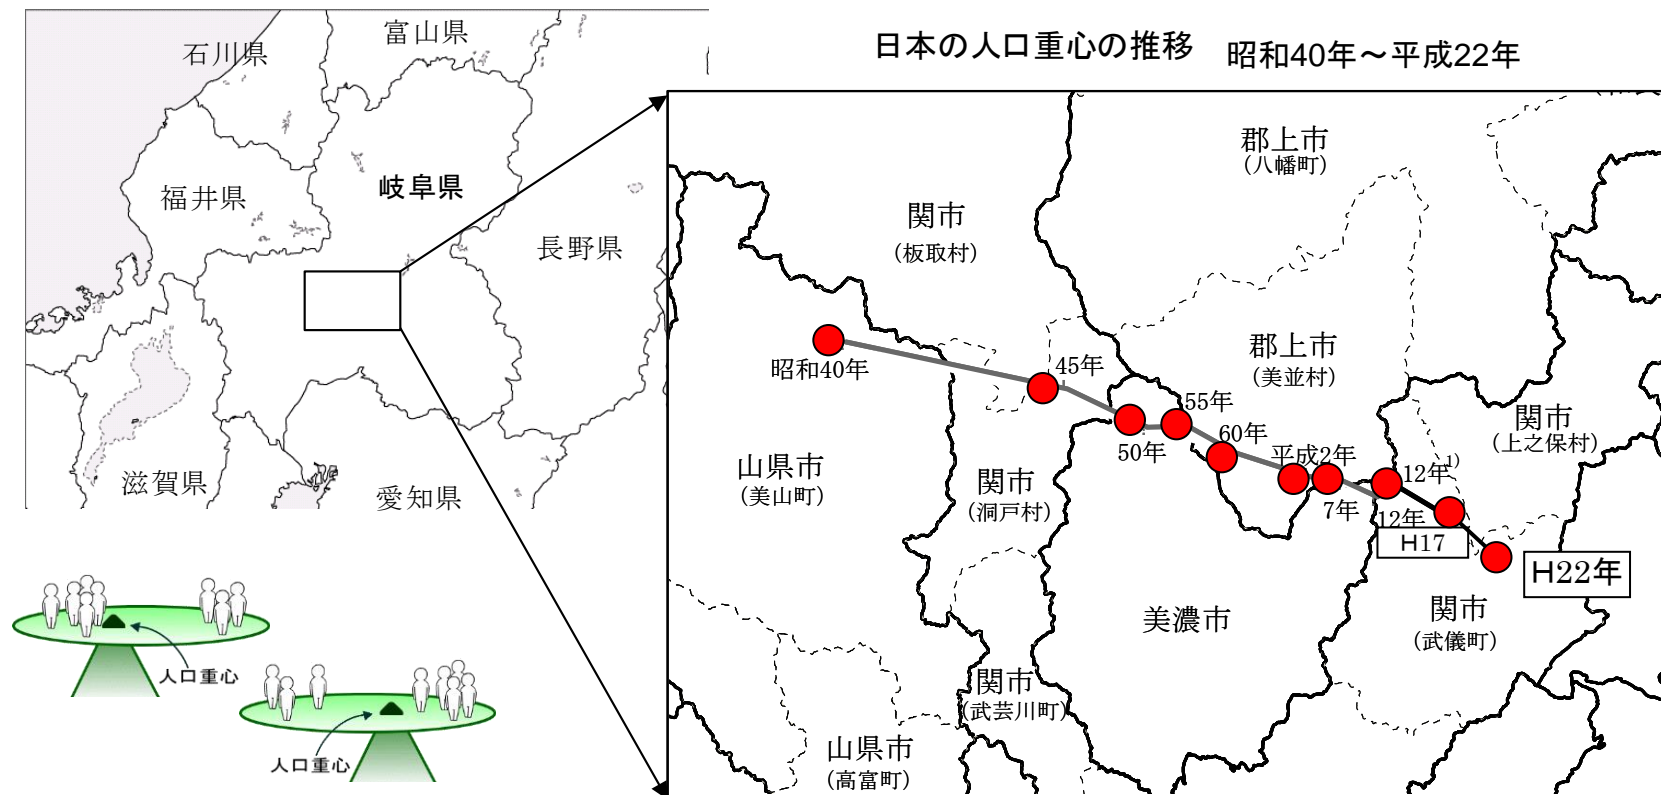 日本の人口重心の推移 昭和40年～平成22年
石川県
富山県
福井県
岐阜県
長野県
滋賀県
愛知県
人口重心
人口重心
郡上市
（八幡町）
関市
（板取村）
郡上市
（美並村）
昭和40年
45年
50年
55年
60年
平成2年
7年
12年1)
12年
H17
H22年
関市
（上之保村）
山県市
（美山町）
関市
（洞戸村）
美濃市
関市
（武儀町）
関市
（武芸川町）
山県市
（高富町）